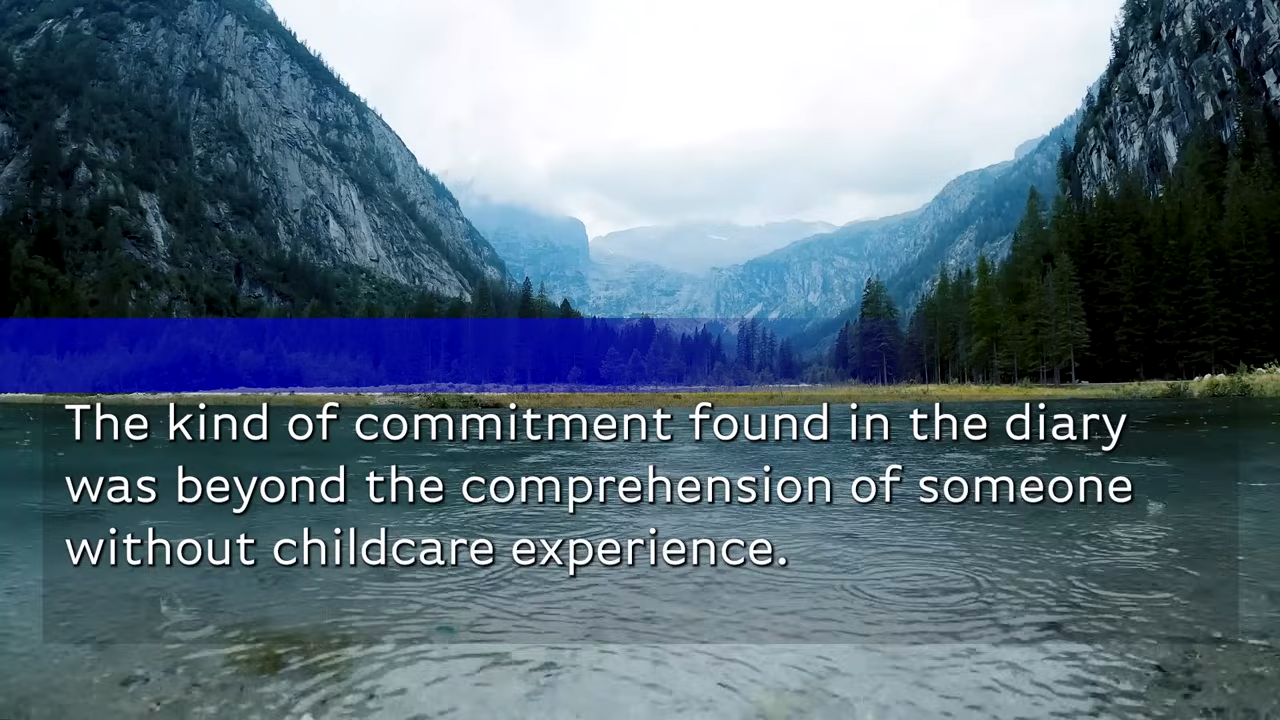 The kind of commitment found in the diary
was beyond the comprehension of someone
without childcare experience.